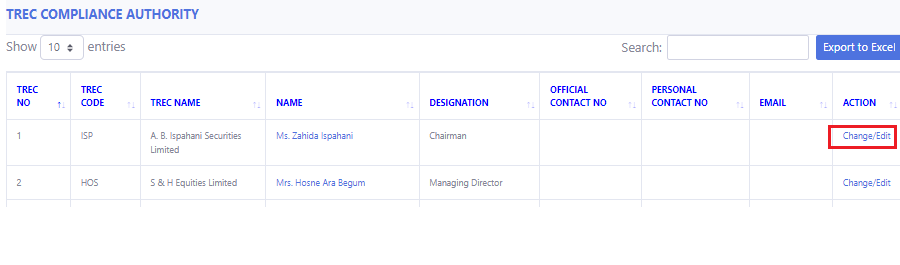 TREC COMPLIANCE AUTHORITY
Show 10 entries Search: Export to Excel
TREC NO TREC CODE TREC NAME NAME DESIGNATION OFFICIAL CONTACT NO PERSONAL CONTACT NO EMAIL ACTION
1 ISP A. B. Ispahani Securities Limited Ms. Zahida Ispahani Chairman Change/Edit
2 HOS S & H Equities Limited Mrs. Hosne Ara Begum Managing Director Change/Edit